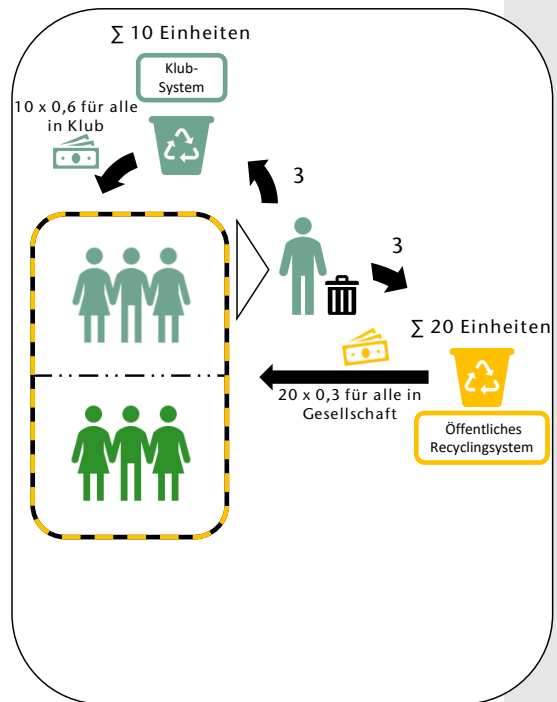 ∑ 10 Einheiten
Klub-
System
10 x 0,6 für alle
in Klub
3
3
∑ 20 Einheiten
20 x 0,3 für alle in
Gesellschaft
Öffentliches
Recyclingsystem